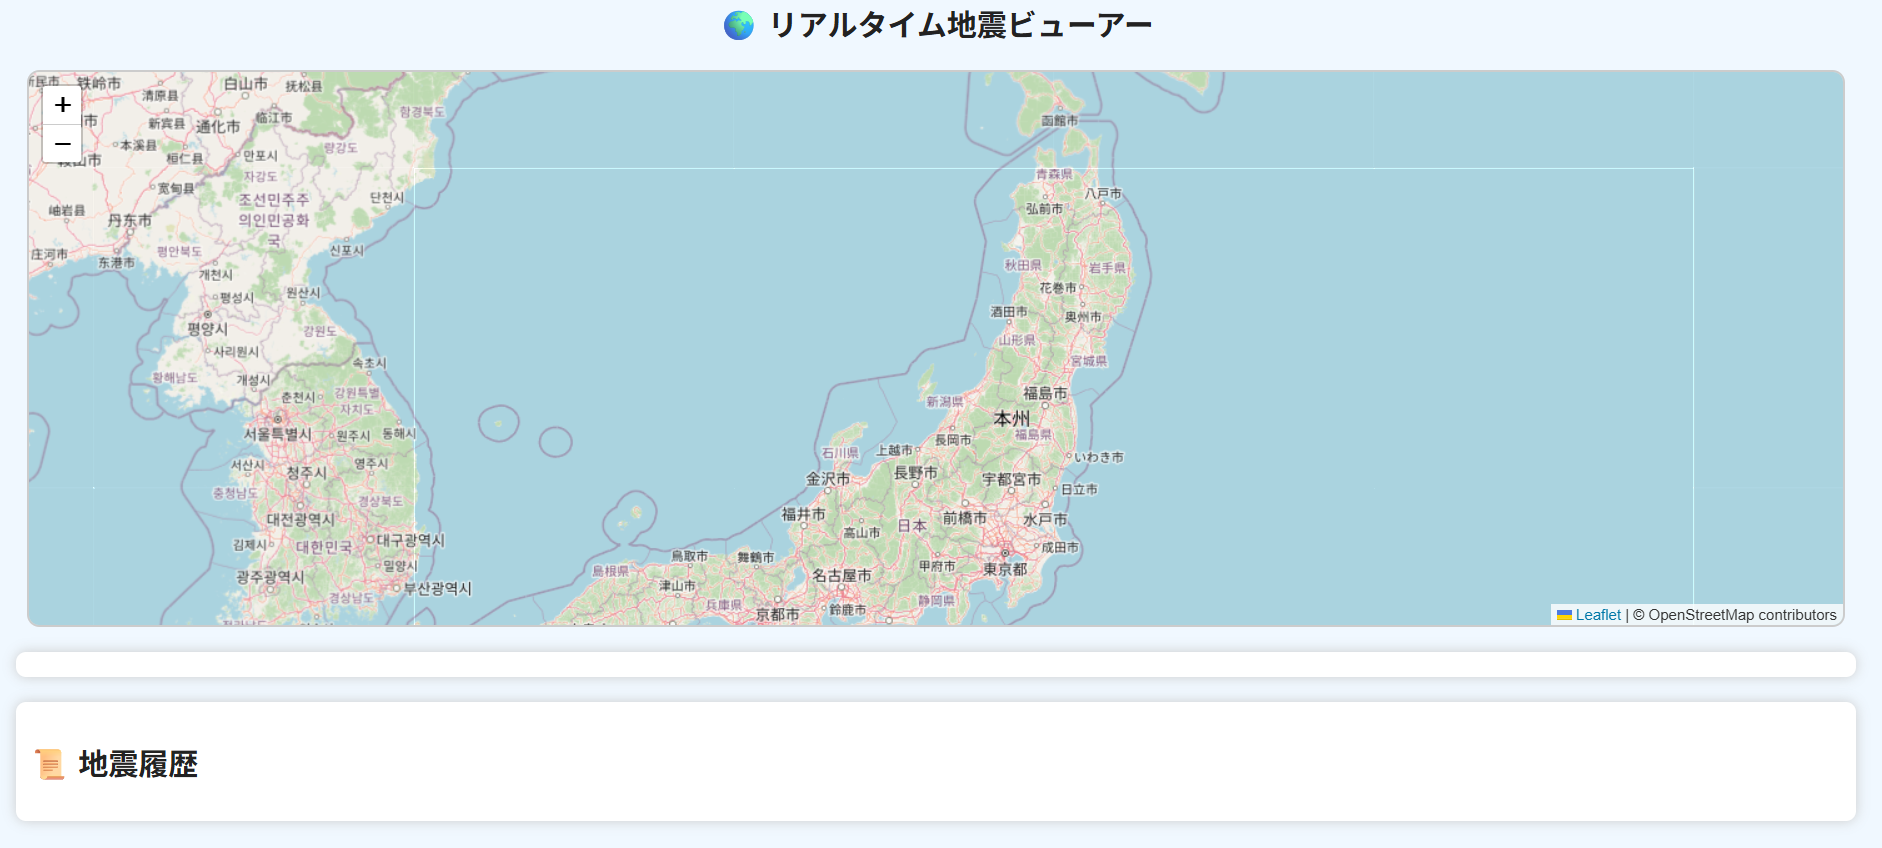 リアルタイム地震ビューアー
+
−
新民市
铁岭市
白山市
抚松县
清原县
新宾县
通化市
临江市
함경북도
函館市
本溪县
桓仁县
안포시
량강도
자강도
宽甸县
단천시
조선민주주
의인민공화
국
岫岩县
丹东市
庄河市
东港市
평안북도
신포시
개천시
평성시
원산시
평양시
강원도
사리원시
황해남도
개성시
속초시
춘천시
강원특별
자치도
서울특별시
원주시
동해시
서산시
청주시
영주시
충청남도
경상북도
대전광역시
김제시
대한민국
대구광역시
밀양시
광주광역시
경상남도
부산광역시
青森県
八戸市
弘前市
秋田県
岩手県
花巻市
酒田市
奥州市
山形県
宮城県
福島市
新潟県
本州
福島県
長岡市
石川県
上越市
いわき市
金沢市
長野市
宇都宮市
日立市
福井市
前橋市
水戸市
高山市
日本
鳥取市
舞鶴市
成田市
島根県
津山市
名古屋市
甲府市
東京都
兵庫県
京都市
鈴鹿市
静岡県
Leaflet | © OpenStreetMap contributors
地震履歴